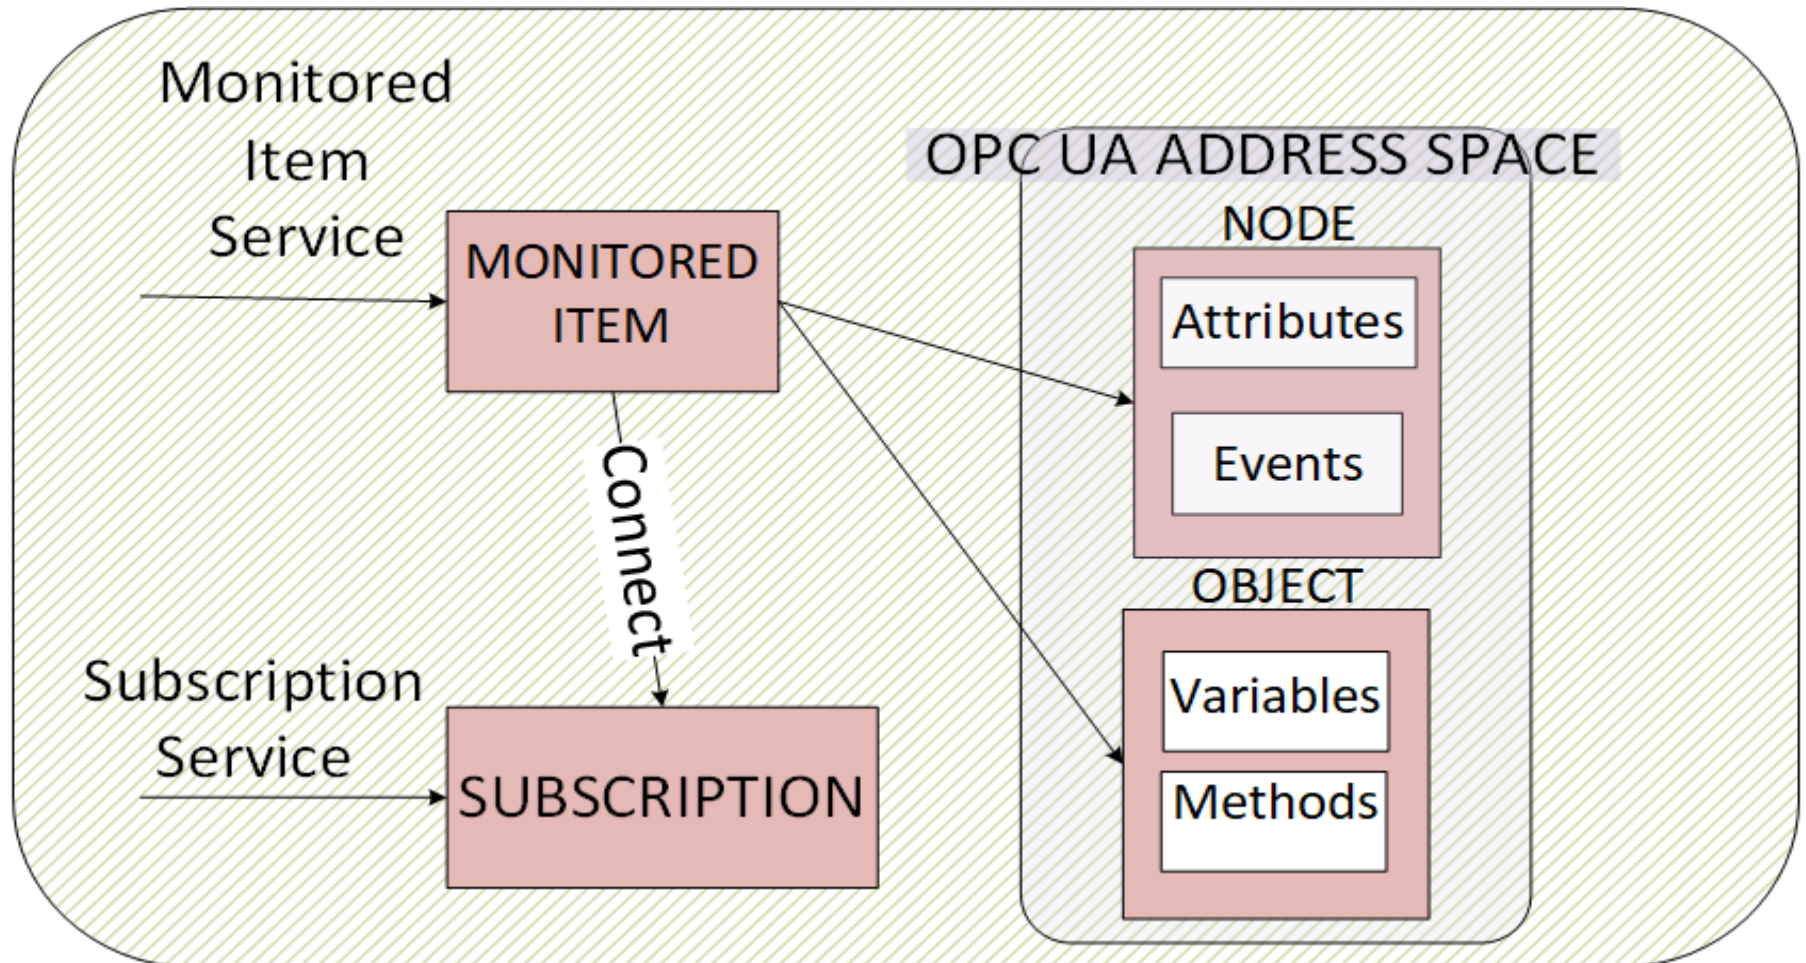 Monitored
Item
Service
MONITORED
ITEM
Connect
Subscription
Service
SUBSCRIPTION
OPC UA ADDRESS SPACE
NODE
Attributes
Events
OBJECT
Variables
Methods